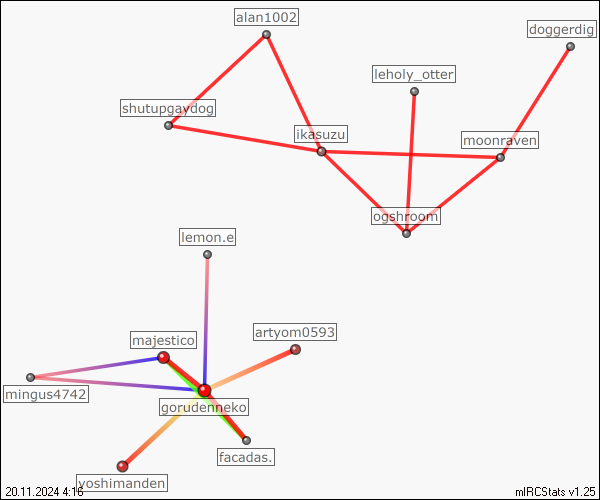 alan1002
doggerdig
leholy_otter
shutupgaydog
ikasuzu
moonraven
ogshroom
lemon.e
artyom0593
majestico
mingus4742
gorudenneko
facadas.
yoshimanden
20.11.2024 4:16
mIRCStats v1.25